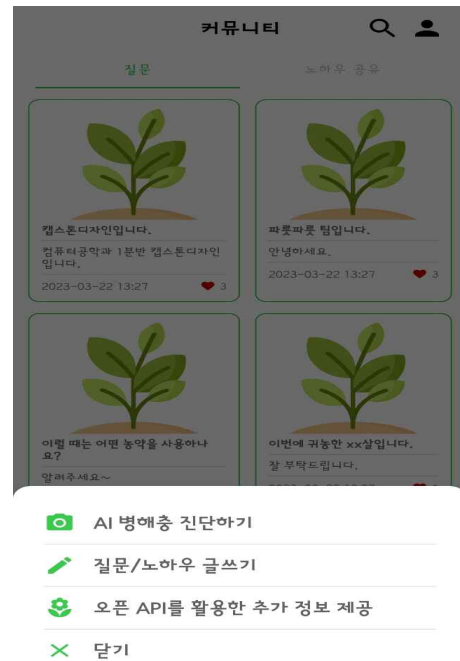 커뮤니티
질문
노하우 공유
캡스톤디자인입니다.
컴퓨터공학과 1분반 캡스톤디자인
입니다.
2023-03-22 13:27
3
파릇파릇 팀입니다.
안녕하세요.
2023-03-22 13:27
3
이럴 때는 어떤 농약을 사용하나
요?
알려주세요~
이번에 귀농한 xx살입니다.
잘 부탁드립니다.
AI 병해충 진단하기
질문/노하우 글쓰기
오픈 API를 활용한 추가 정보 제공
닫기